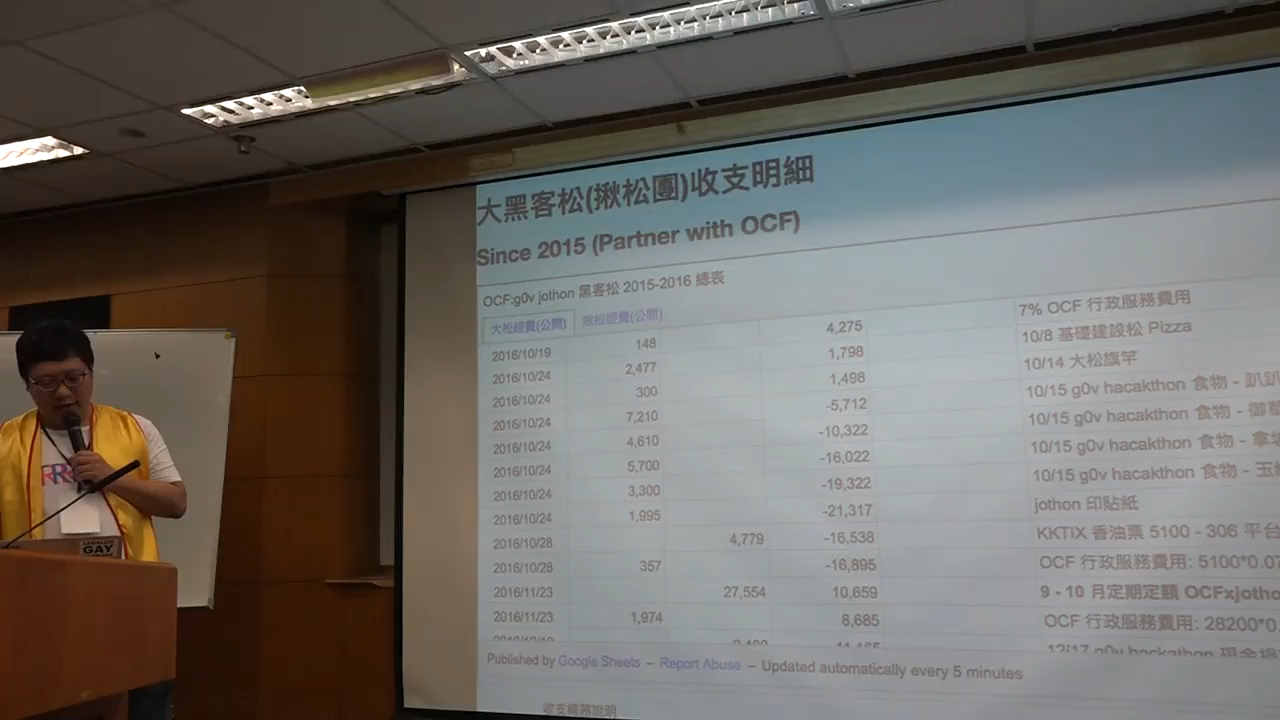 大黑客松(揪松團)收支明細
Since 2015 (Partner with OCF)
OCF:g0v jothon 黑客松 2015-2016 總表
大松經費(公開) 揪松經費(公開)
2016/10/19 148 4,275 7% OCF 行政服務費用
2016/10/24 2,477 1,798 10/8 基礎建設松 Pizza
2016/10/24 300 1,498 10/14 大松旗竿
2016/10/24 7,210 -5,712 10/15 g0v hacakthon 食物 - 趴趴
2016/10/24 4,610 -10,322 10/15 g0v hacakthon 食物 - 御
2016/10/24 5,700 -16,022 10/15 g0v hacakthon 食物 - 拿
2016/10/24 3,300 -19,322 10/15 g0v hacakthon 食物 - 玉
2016/10/24 1,995 -21,317 jothon 印貼紙
2016/10/28 4,779 -16,538 KKTIX 香油票 5100 - 306 平台
2016/10/28 357 -16,895 OCF 行政服務費用: 5100*0.07
2016/11/23 27,554 10,659 9 - 10 月定期定額 OCFxjotho
2016/11/23 1,974 8,685 OCF 行政服務費用: 28200*0.
12/17 g0v hackathon 現金捐
Published by Google Sheets – Report Abuse – Updated automatically every 5 minutes
GAY